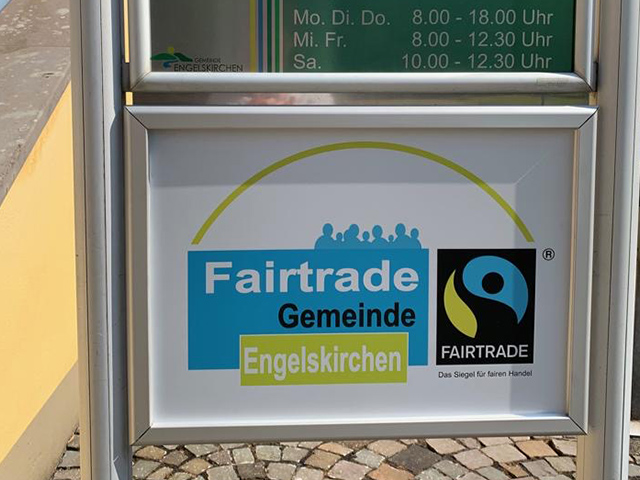 Mo. Di. Do. 8.00 - 18.00 Uhr
Mi. Fr. 8.00 - 12.30 Uhr
Sa. 10.00 - 12.30 Uhr
GEMEINDE
ENGELSKIRCHEN
Fairtrade
Gemeinde
Engelskirchen
®
FAIRTRADE
Das Siegel für fairen Handel